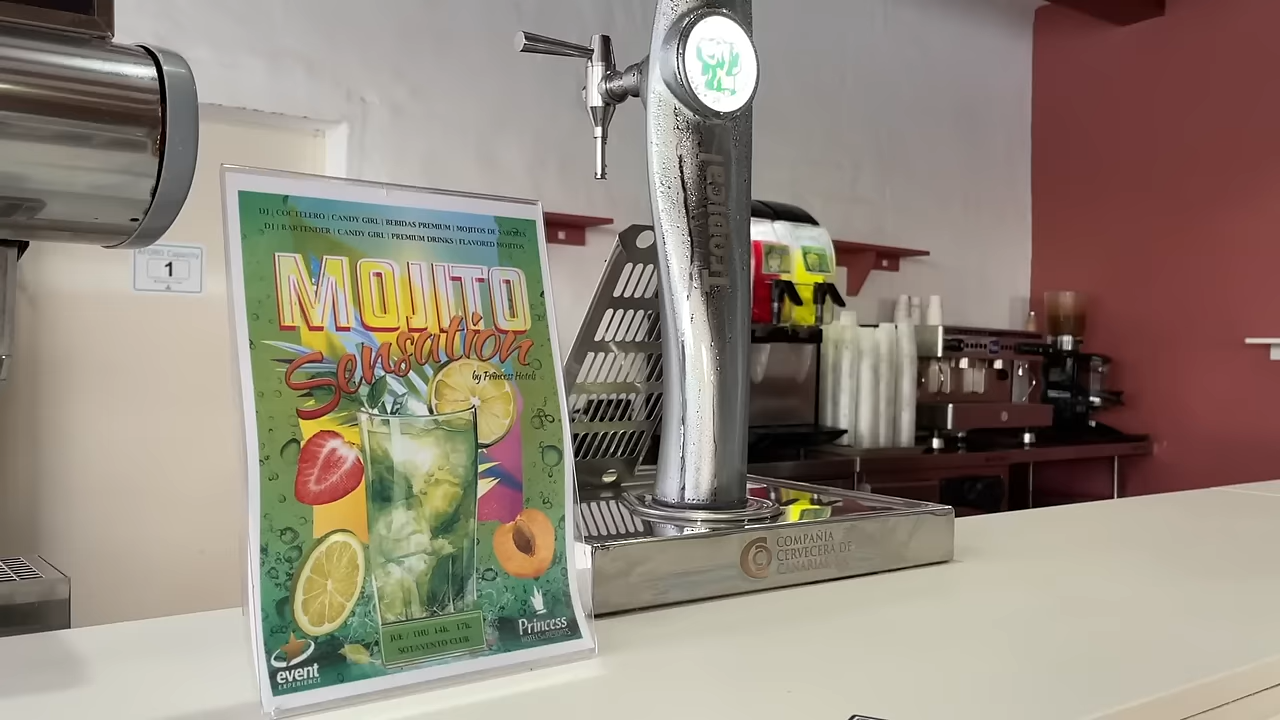 DJ | COCTELERO | CANDY GIRL | BEBIDAS PREMIUM | MOJITOS DE SABORES
DJ | BARTENDER | CANDY GIRL | PREMIUM DRINKS | FLAVORED MOJITOS
MOJITO
Sensation
by Princess Hotels
JUE / THU 14h. 17h.
SOTAVENTO CLUB
Princess
HOTELS & RESORTS
event
EXPERIENCE
1
Tropical
COMPAÑIA
CERVECERA DE
CANARIAS